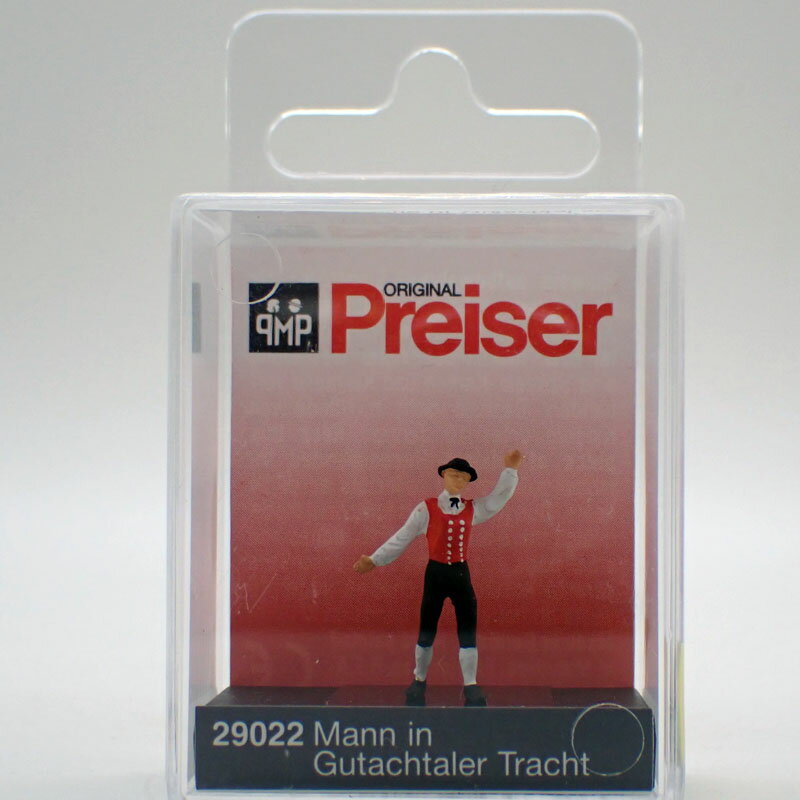 ORIGINAL
PMP Preiser
29022 Mann in
Gutachtaler Tracht